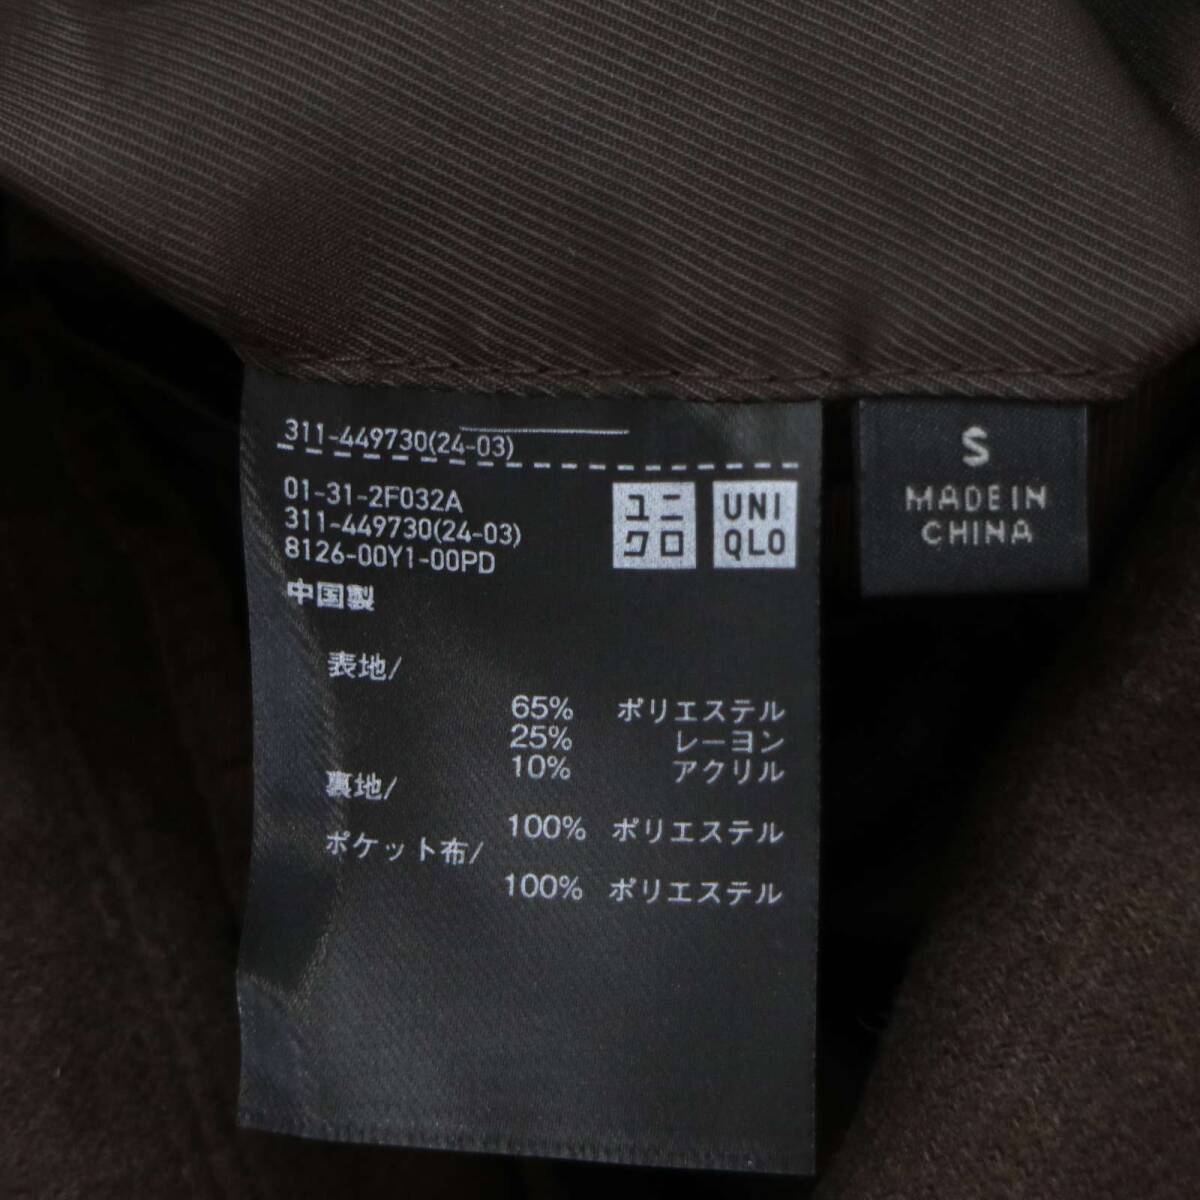 311-449730(24-03)
01-31-2F032A
311-449730(24-03)
8126-00Y1-00PD
中国製
ユニ
クロ
UNI
QLO
表地/
65% ポリエステル
25% レーヨン
10% アクリル
裏地/
100% ポリエステル
ポケット布/
100% ポリエステル
S
MADE IN
CHINA